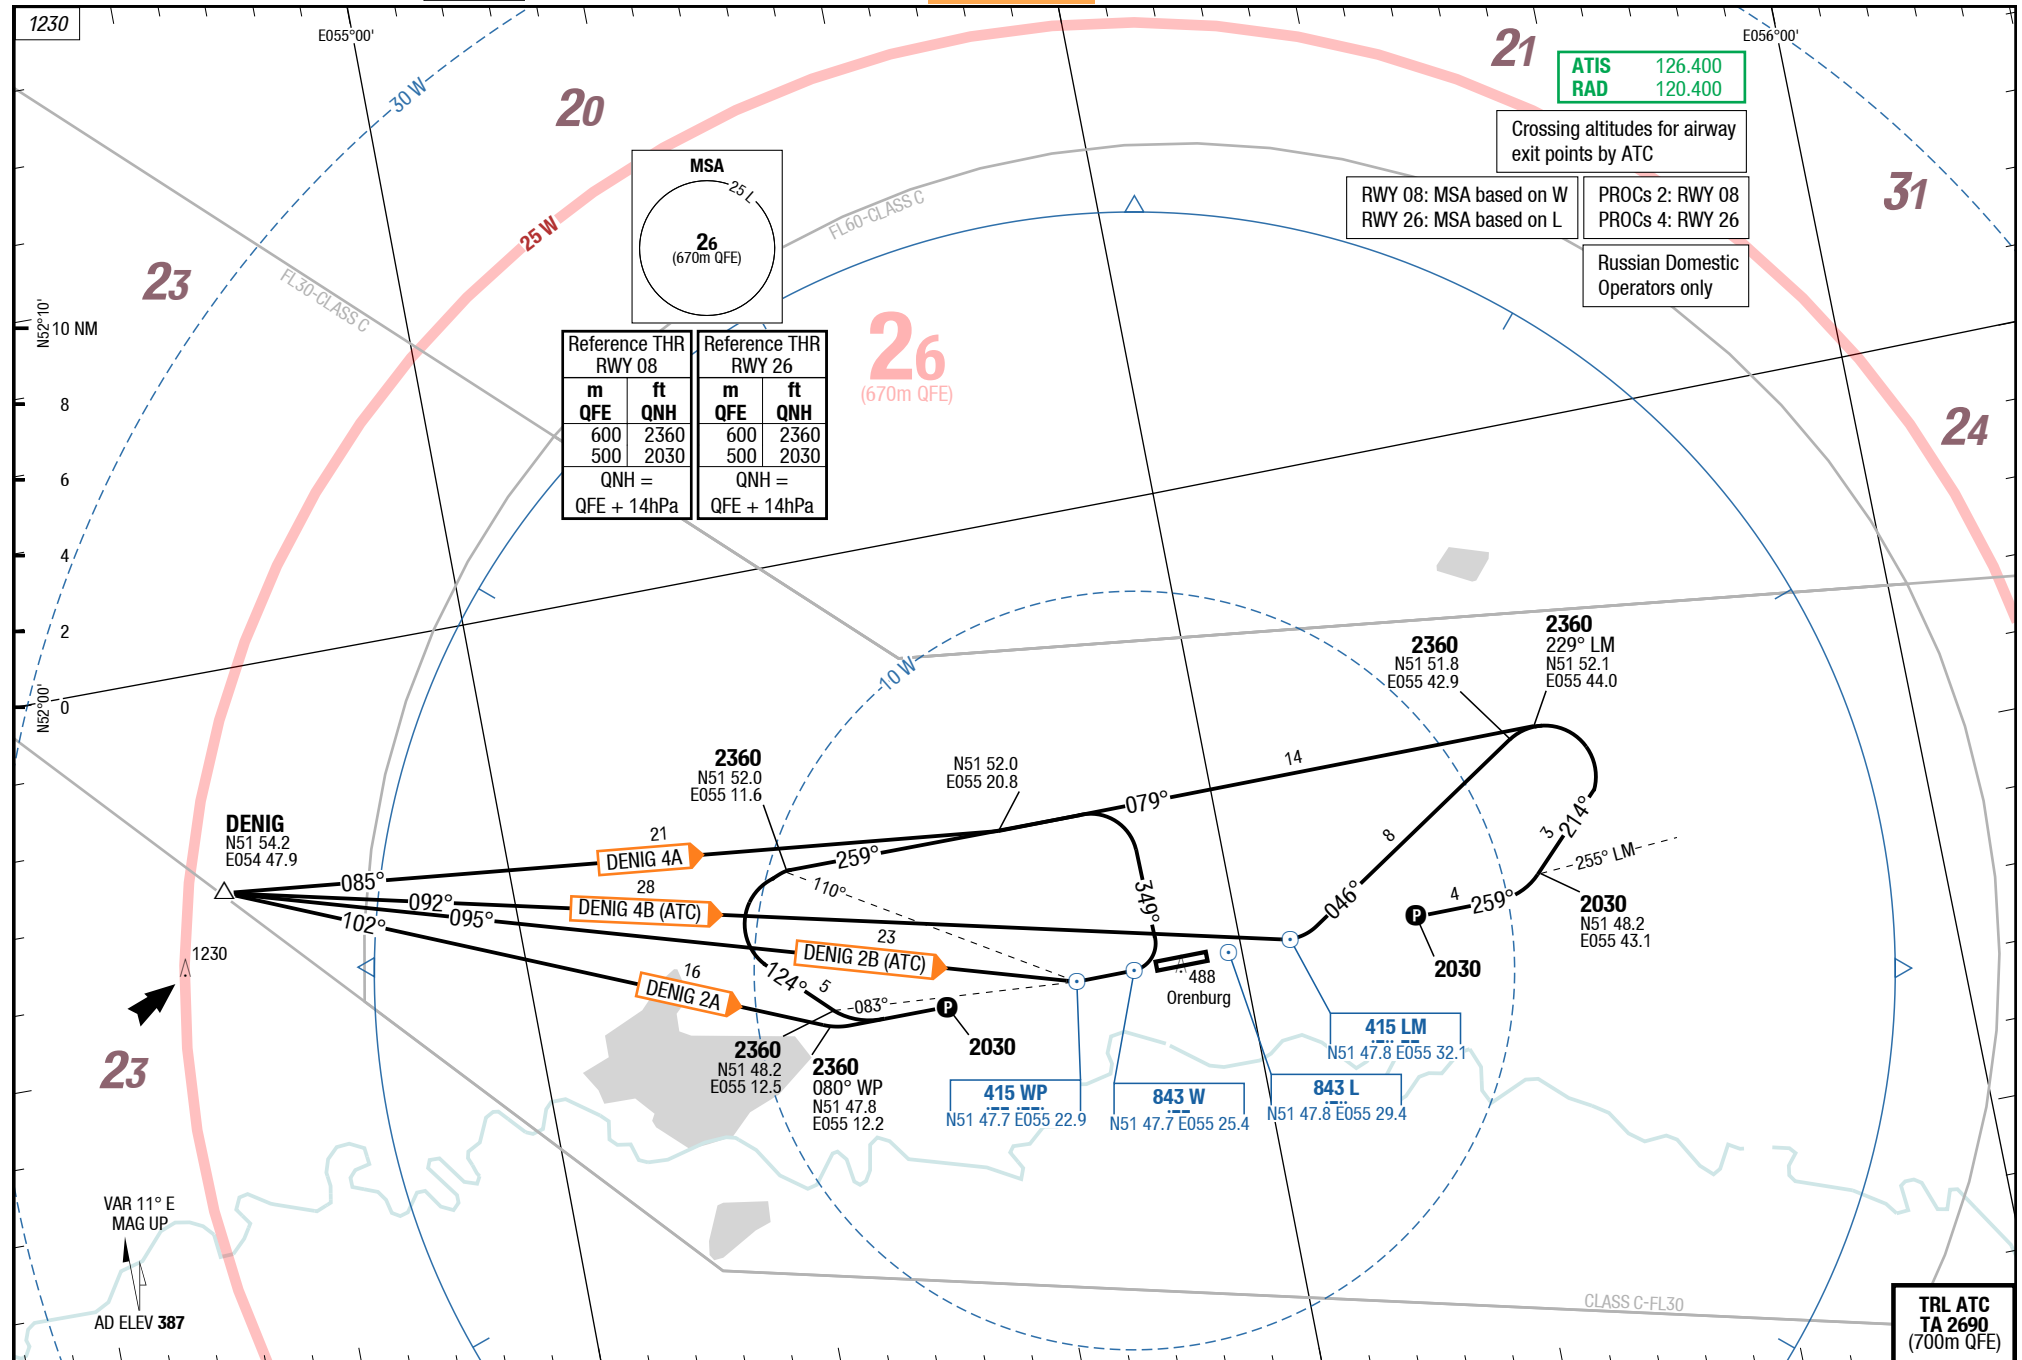 1230
E055°00'
E056°00'
30 W
20
21
ATIS 126.400
RAD 120.400
Crossing altitudes for airway
exit points by ATC
RWY 08: MSA based on W
RWY 26: MSA based on L
PROCs 2: RWY 08
PROCs 4: RWY 26
Russian Domestic
Operators only
31
MSA
25 L
26
(670m QFE)
25 W
FL60-CLASS C
23
FL30-CLASS C
N52°10'
10 NM
8
6
4
2
0
N52°00'
Reference THR
RWY 08
m ft
QFE QNH
600 2360
500 2030
QNH =
QFE + 14hPa
Reference THR
RWY 26
m ft
QFE QNH
600 2360
500 2030
QNH =
QFE + 14hPa
26
(670m QFE)
24
10 W
2360
N51 51.8
E055 42.9
2360
229° LM
N51 52.1
E055 44.0
2360
N51 52.0
E055 11.6
N51 52.0
E055 20.8
14
079°
DENIG
N51 54.2
E054 47.9
21
DENIG 4A
085°
259°
110°
28
DENIG 4B (ATC)
092°
095°
102°
23
DENIG 2B (ATC)
16
DENIG 2A
124°
5
083°
349°
8
046°
3
214°
255° LM
4
259°
P
2030
2030
N51 48.2
E055 43.1
1230
488
Orenburg
P
2030
2360
N51 48.2
E055 12.5
2360
080° WP
N51 47.8
E055 12.2
415 WP
N51 47.7 E055 22.9
843 W
N51 47.7 E055 25.4
843 L
N51 47.8 E055 29.4
415 LM
N51 47.8 E055 32.1
23
VAR 11° E
MAG UP
AD ELEV 387
CLASS C-FL30
TRL ATC
TA 2690
(700m QFE)